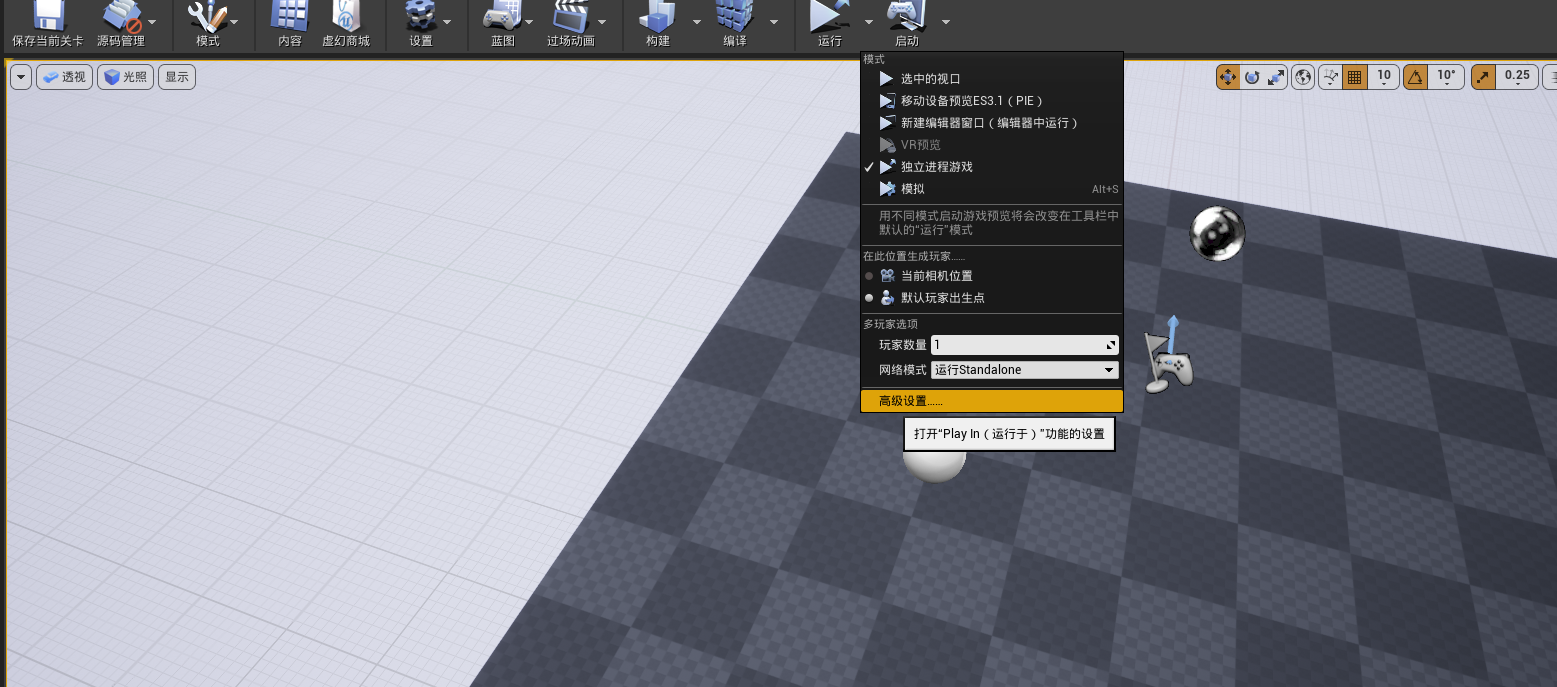 保存当前关卡
源码管理
模式
内容
虚幻商城
设置
蓝图
过场动画
构建
编译
运行
启动
透视
光照
显示
10
10°
0.25
模式
选中的视口
移动设备预览ES3.1（PIE）
新建编辑器窗口（编辑器中运行）
VR预览
独立进程游戏
模拟 Alt+S
用不同模式启动游戏预览将会改变在工具栏中
默认的“运行”模式
在此位置生成玩家......
当前相机位置
默认玩家出生点
多玩家选项
玩家数量 1
网络模式 运行Standalone
高级设置......
打开“Play In（运行于）”功能的设置